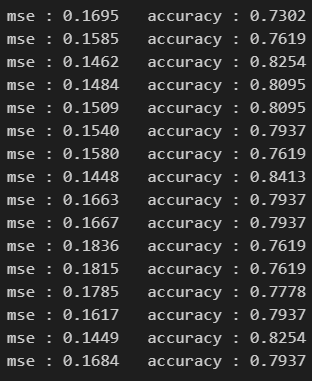 mse : 0.1695   accuracy : 0.7302
mse : 0.1585   accuracy : 0.7619
mse : 0.1462   accuracy : 0.8254
mse : 0.1484   accuracy : 0.8095
mse : 0.1509   accuracy : 0.8095
mse : 0.1540   accuracy : 0.7937
mse : 0.1580   accuracy : 0.7619
mse : 0.1448   accuracy : 0.8413
mse : 0.1663   accuracy : 0.7937
mse : 0.1667   accuracy : 0.7937
mse : 0.1836   accuracy : 0.7619
mse : 0.1815   accuracy : 0.7619
mse : 0.1785   accuracy : 0.7778
mse : 0.1617   accuracy : 0.7937
mse : 0.1449   accuracy : 0.8254
mse : 0.1684   accuracy : 0.7937